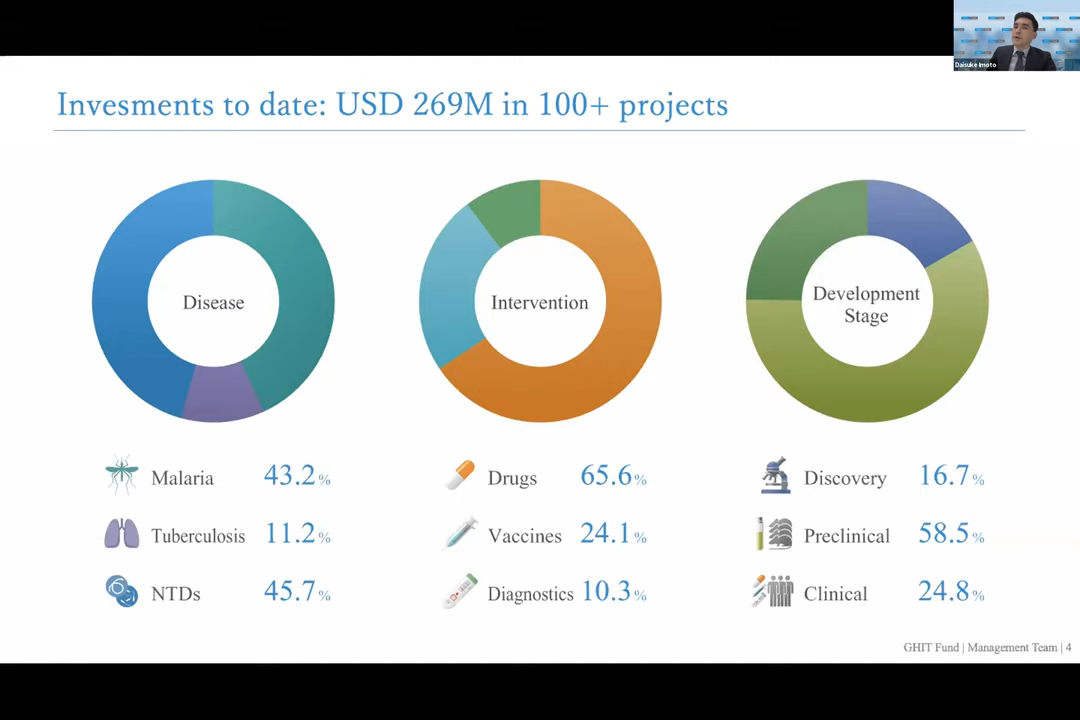 Daisuke Imoto
Invesments to date: USD 269M in 100+ projects
Disease
Intervention
Development
Stage
Malaria 43.2%
Tuberculosis 11.2%
NTDs 45.7%
Drugs 65.6%
Vaccines 24.1%
Diagnostics 10.3%
Discovery 16.7%
Preclinical 58.5%
Clinical 24.8%
GHIT Fund | Management Team | 4